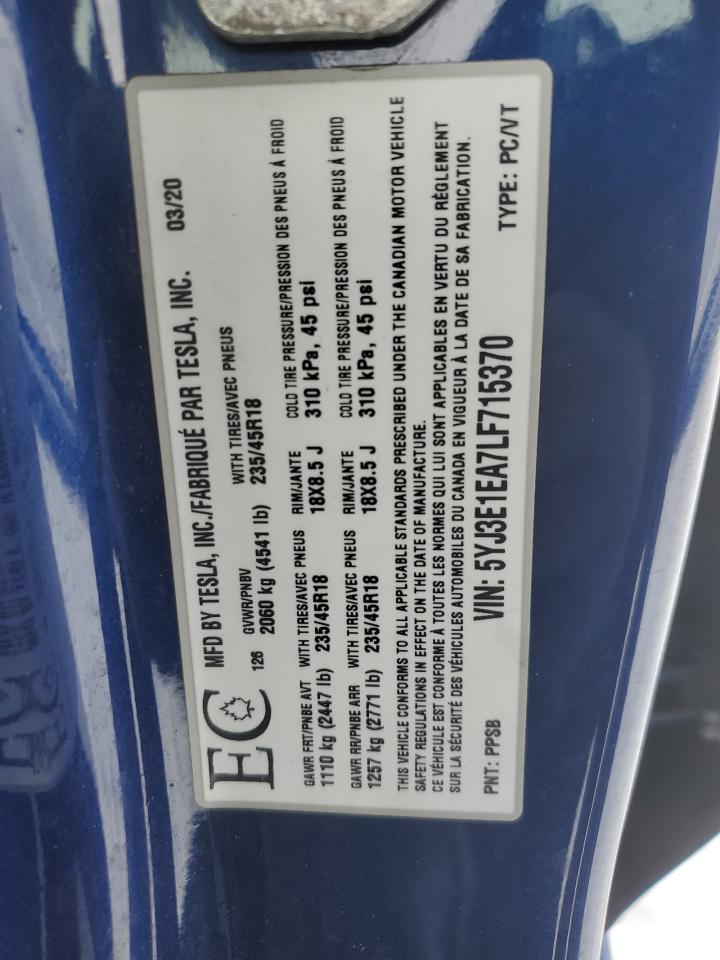 MFD BY TESLA, INC./FABRIQUÉ PAR TESLA, INC. 03/20
EC 126 GVWR/PNBV WITH TIRES/AVEC PNEUS
2060 kg (4541 lb) 235/45R18
GAWR FRT/PNBE AVT WITH TIRES/AVEC PNEUS RIM/JANTE COLD TIRE PRESSURE/PRESSION DES PNEUS À FROID
1110 kg (2447 lb) 235/45R18 18X8.5 J 310 kPa, 45 psi
GAWR RR/PNBE ARR WITH TIRES/AVEC PNEUS RIM/JANTE COLD TIRE PRESSURE/PRESSION DES PNEUS À FROID
1257 kg (2771 lb) 235/45R18 18X8.5 J 310 kPa, 45 psi
THIS VEHICLE CONFORMS TO ALL APPLICABLE STANDARDS PRESCRIBED UNDER THE CANADIAN MOTOR VEHICLE
SAFETY REGULATIONS IN EFFECT ON THE DATE OF MANUFACTURE.
CE VÉHICULE EST CONFORME À TOUTES LES NORMES QUI LUI SONT APPLICABLES EN VERTU DU RÈGLEMENT
SUR LA SÉCURITÉ DES VÉHICULES AUTOMOBILES DU CANADA EN VIGUEUR À LA DATE DE SA FABRICATION.
PNT: PPSB VIN: 5YJ3E1EA7LF715370 TYPE: PC/VT